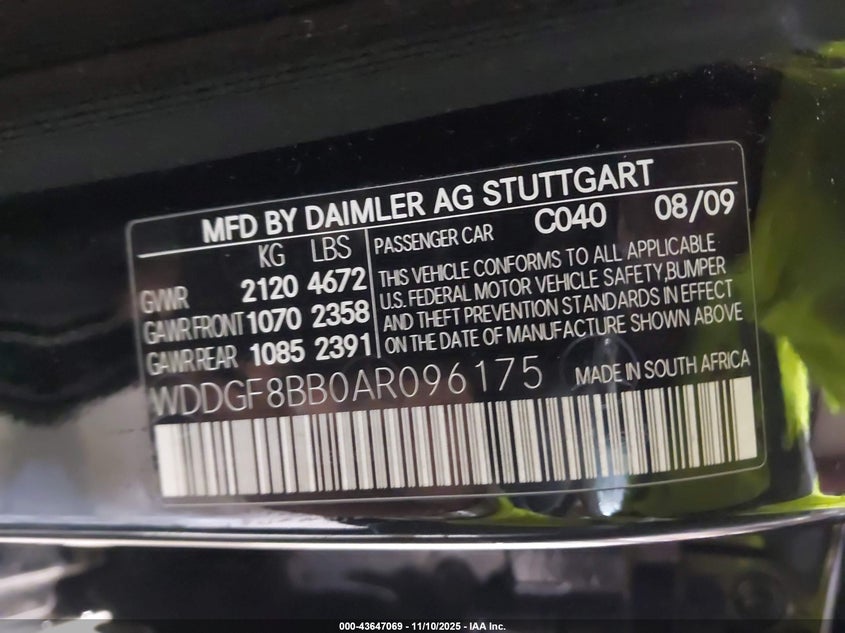 MFD BY DAIMLER AG STUTTGART
KG LBS
GVWR 2120 4672
GAWR FRONT 1070 2358
GAWR REAR 1085 2391
PASSENGER CAR C040 08/09
THIS VEHICLE CONFORMS TO ALL APPLICABLE
U.S. FEDERAL MOTOR VEHICLE SAFETY,BUMPER
AND THEFT PREVENTION STANDARDS IN EFFECT
ON THE DATE OF MANUFACTURE SHOWN ABOVE
WDDGF8BB0AR096175 MADE IN SOUTH AFRICA
000-43647069 - 11/10/2025 - IAA Inc.